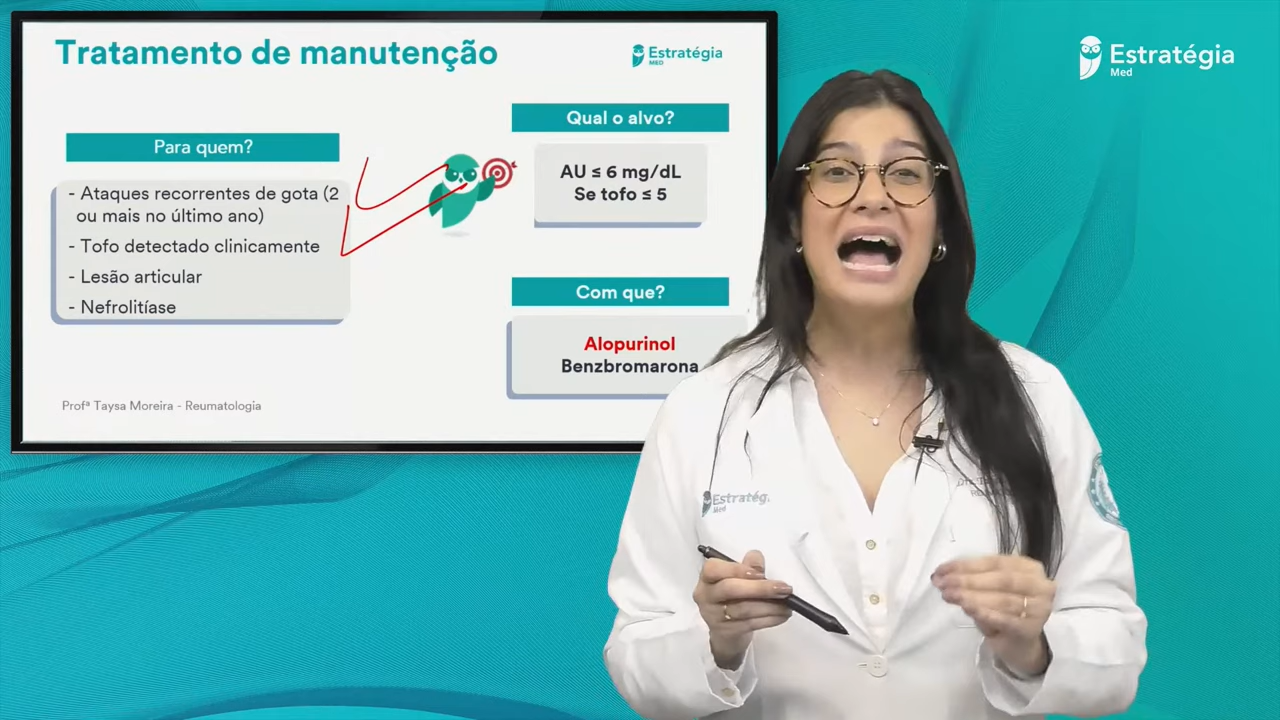 Tratamento de manutenção
Estratégia
MED
Estratégia
Med
Para quem?
- Ataques recorrentes de gota (2
ou mais no último ano)
- Tofo detectado clinicamente
- Lesão articular
- Nefrolitíase
Qual o alvo?
AU ≤ 6 mg/dL
Se tofo ≤ 5
Com que?
Alopurinol
Benzbromarona
Profª Taysa Moreira - Reumatologia
Estratég
Med